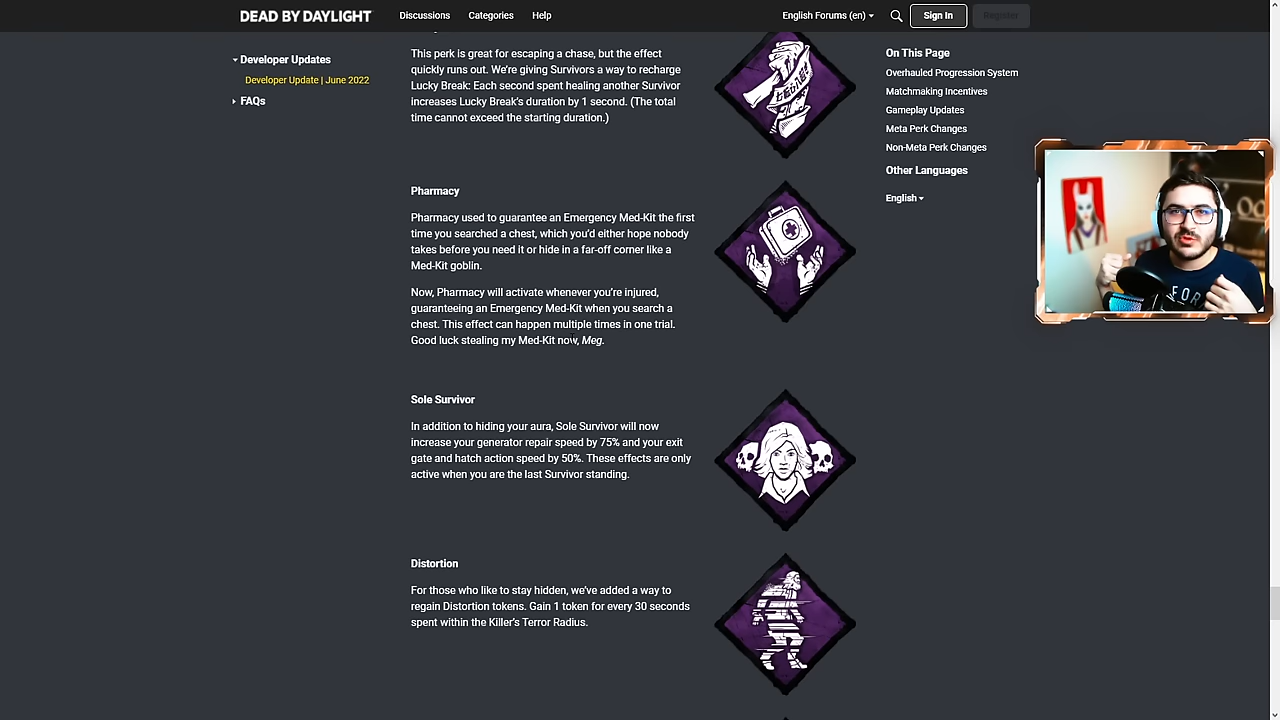 DEAD BY DAYLIGHT
Discussions
Categories
Help
English Forums (en)
Sign In
Register
Developer Updates
Developer Update | June 2022
FAQs
This perk is great for escaping a chase, but the effect
quickly runs out. We're giving Survivors a way to recharge
Lucky Break: Each second spent healing another Survivor
increases Lucky Break's duration by 1 second. (The total
time cannot exceed the starting duration.)
Pharmacy
Pharmacy used to guarantee an Emergency Med-Kit the first
time you searched a chest, which you'd either hope nobody
takes before you need it or hide in a far-off corner like a
Med-Kit goblin.
Now, Pharmacy will activate whenever you're injured,
guaranteeing an Emergency Med-Kit when you search a
chest. This effect can happen multiple times in one trial.
Good luck stealing my Med-Kit now, Meg.
Sole Survivor
In addition to hiding your aura, Sole Survivor will now
increase your generator repair speed by 75% and your exit
gate and hatch action speed by 50%. These effects are only
active when you are the last Survivor standing.
Distortion
For those who like to stay hidden, we've added a way to
regain Distortion tokens. Gain 1 token for every 30 seconds
spent within the Killer's Terror Radius.
On This Page
Overhauled Progression System
Matchmaking Incentives
Gameplay Updates
Meta Perk Changes
Non-Meta Perk Changes
Other Languages
English
FOR